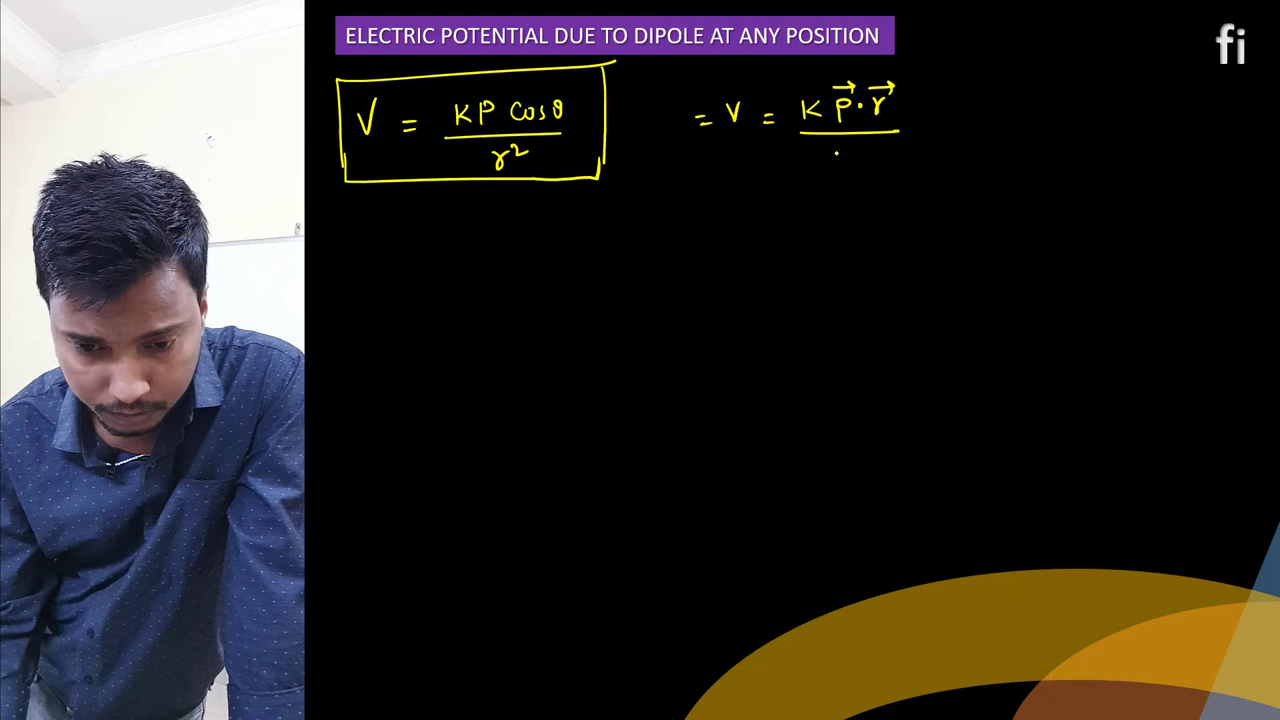 ELECTRIC POTENTIAL DUE TO DIPOLE AT ANY POSITION
fi
V = KP cosθ / r² = V = K p⃗ · r⃗